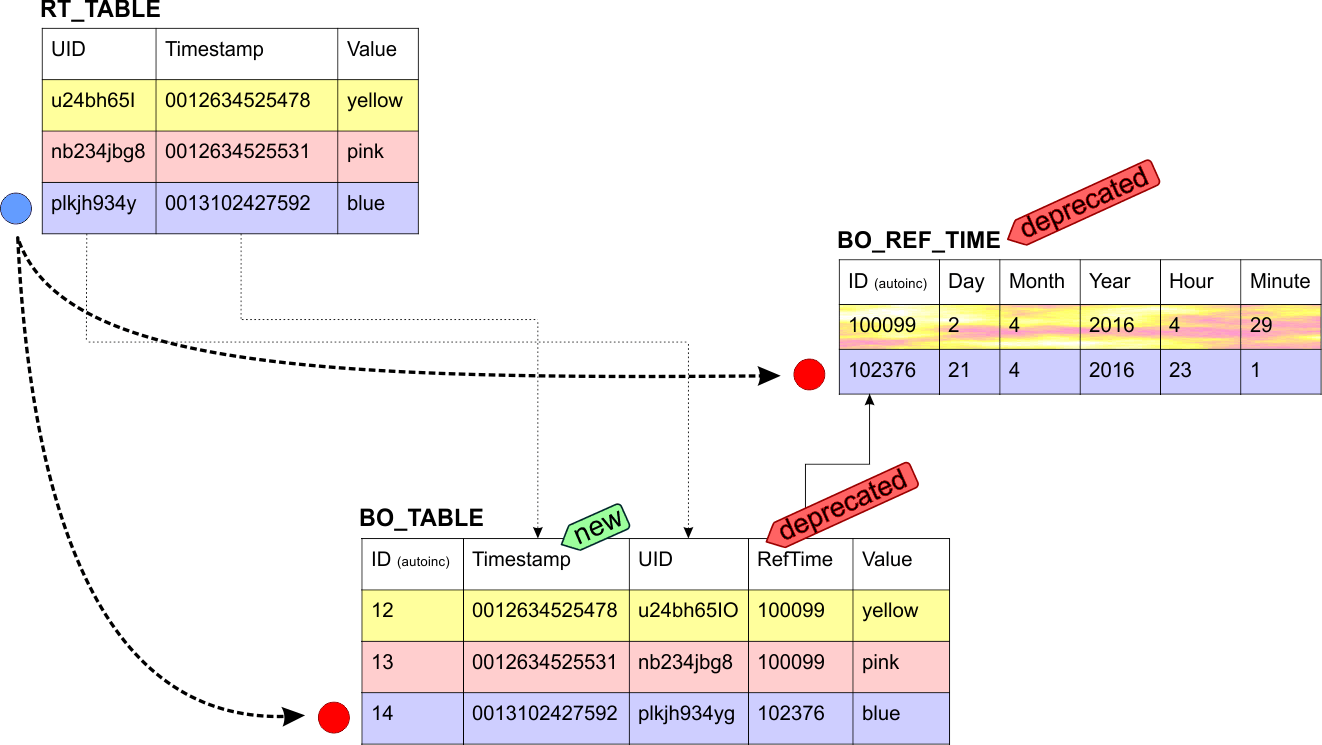 RT_TABLE
UID Timestamp Value
u24bh65I 0012634525478 yellow
nb234jbg8 0012634525531 pink
plkjh934y 0013102427592 blue
deprecated
BO_REF_TIME
ID (autoinc) Day Month Year Hour Minute
100099 2 4 2016 4 29
102376 21 4 2016 23 1
deprecated
new
BO_TABLE
ID (autoinc) Timestamp UID RefTime Value
12 0012634525478 u24bh65IO 100099 yellow
13 0012634525531 nb234jbg8 100099 pink
14 0013102427592 plkjh934yg 102376 blue